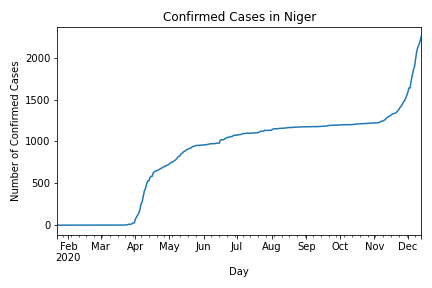 Confirmed Cases in Niger
Number of Confirmed Cases
2000
1500
1000
500
0
Feb Mar Apr May Jun Jul Aug Sep Oct Nov Dec
2020
Day